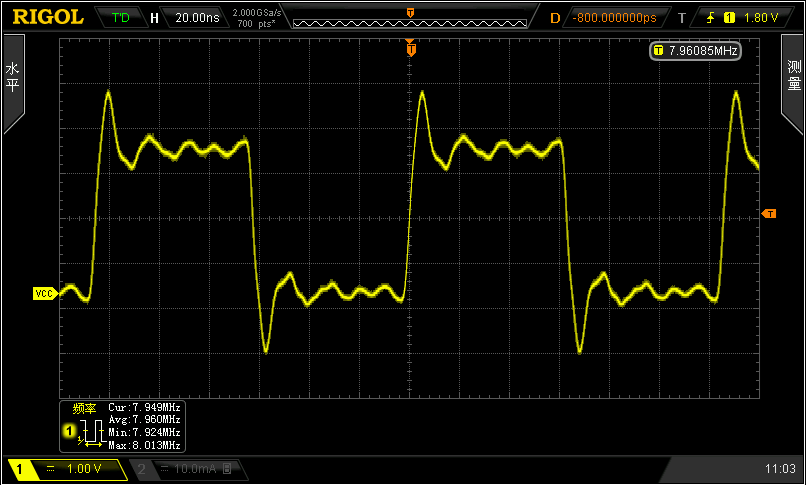 RIGOL T'D H 20.00ns 2.000GSa/s 700 pts* T D -800.000000ps T 1 1.80 V
水平
测量
T
T 7.96085MHz
T
VCC
频率
1
Cur:7.949MHz
Avg:7.960MHz
Min:7.924MHz
Max:8.013MHz
1 1.00 V 2 10.0mA 11:03